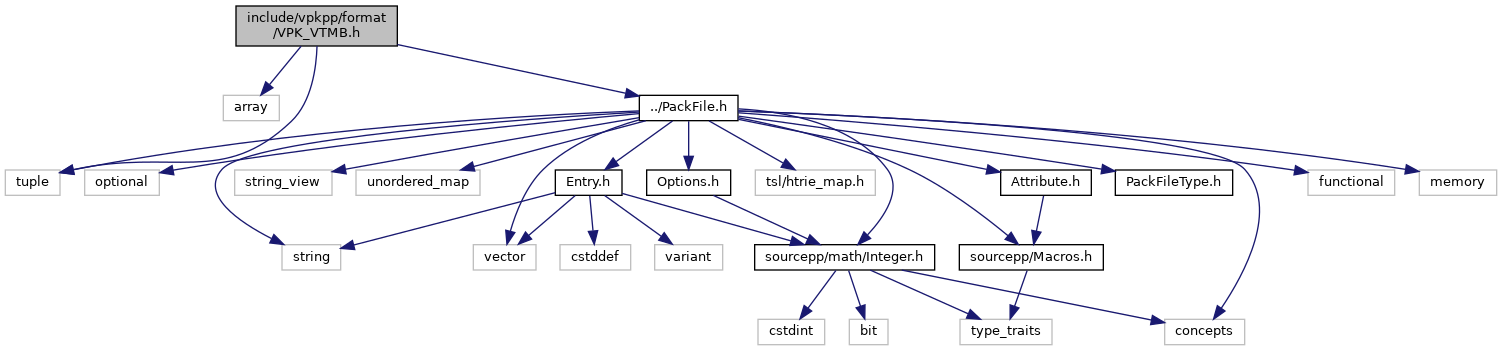 include/vpkpp/format
/VPK_VTMB.h
array
../PackFile.h
tuple
optional
string_view
unordered_map
Entry.h
Options.h
tsl/htrie_map.h
Attribute.h
PackFileType.h
functional
memory
string
vector
cstddef
variant
sourcepp/math/Integer.h
sourcepp/Macros.h
cstdint
bit
type_traits
concepts